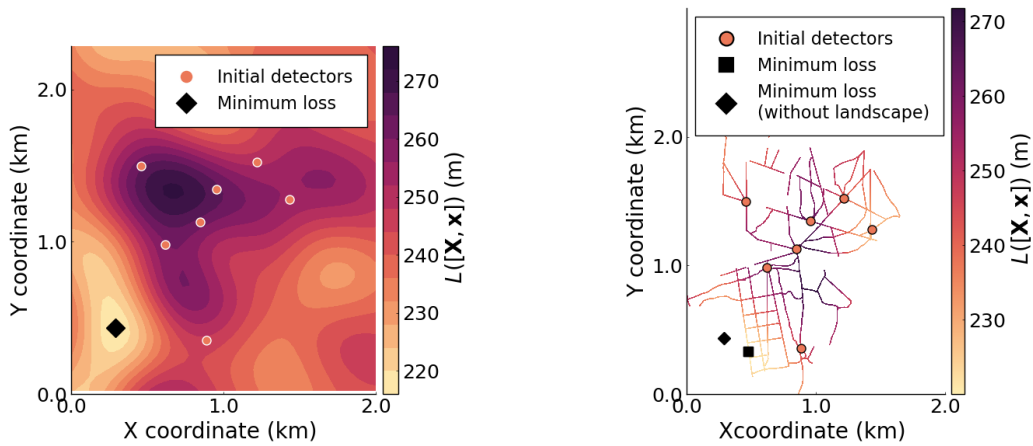 Initial detectors
Minimum loss
2.0
1.0
0.0
0.0
1.0
2.0
Y coordinate (km)
X coordinate (km)
270
260
250
240
230
220
L([X, x]) (m)
Initial detectors
Minimum loss
Minimum loss
(without landscape)
2.0
1.0
0.0
0.0
1.0
2.0
Y coordinate (km)
Xcoordinate (km)
270
260
250
240
230
L([X, x]) (m)